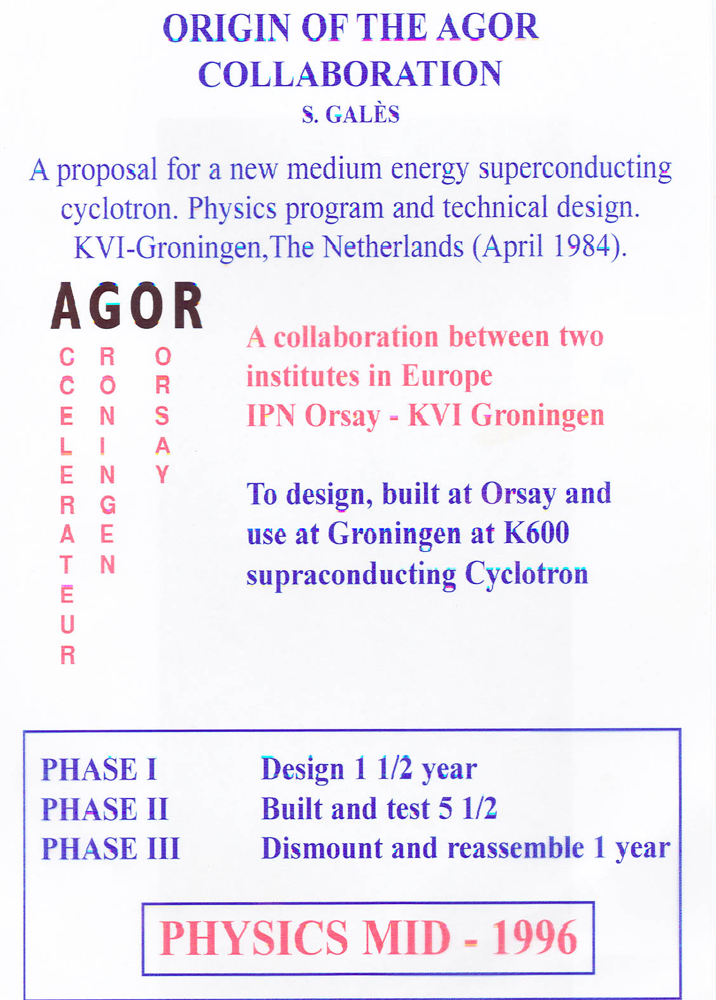 ORIGIN OF THE AGOR
COLLABORATION
S. GALÈS
A proposal for a new medium energy superconducting
cyclotron. Physics program and technical design.
KVI-Groningen,The Netherlands (April 1984).
AGOR
CCELERATEUR
RONINGEN
ORSAY
A collaboration between two
institutes in Europe
IPN Orsay - KVI Groningen
To design, built at Orsay and
use at Groningen at K600
supraconducting Cyclotron
PHASE I Design 1 1/2 year
PHASE II Built and test 5 1/2
PHASE III Dismount and reassemble 1 year
PHYSICS MID - 1996